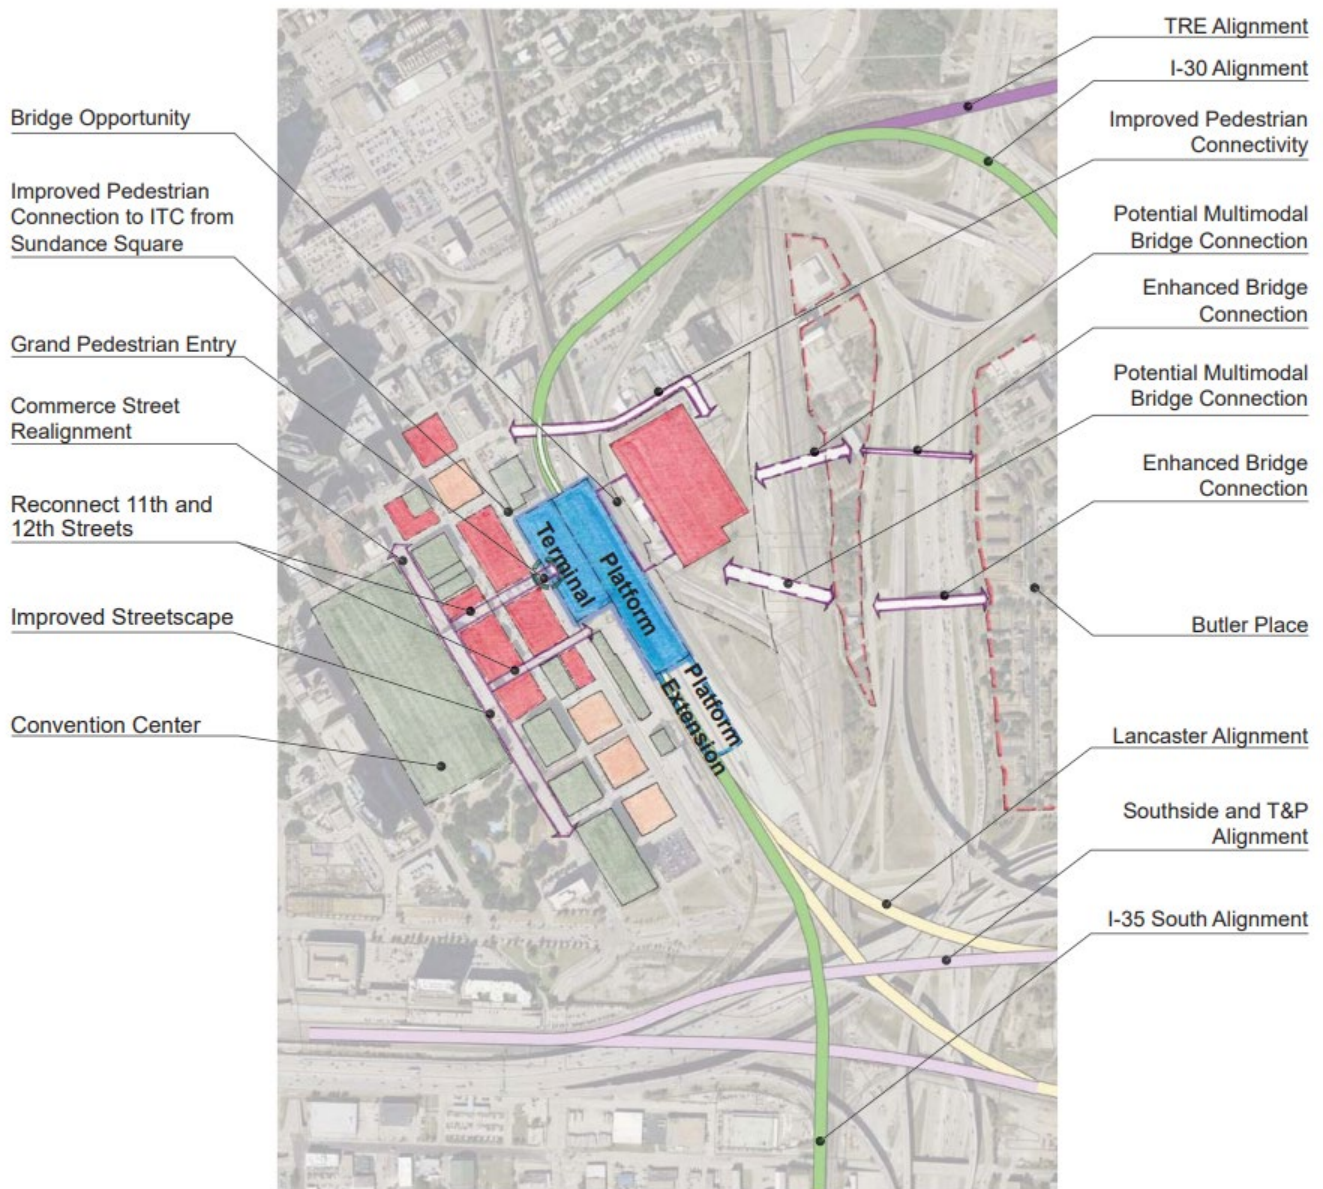 Bridge Opportunity
Improved Pedestrian
Connection to ITC from
Sundance Square
Grand Pedestrian Entry
Commerce Street
Realignment
Reconnect 11th and
12th Streets
Improved Streetscape
Convention Center
Terminal
Platform
Platform
Extension
TRE Alignment
I-30 Alignment
Improved Pedestrian
Connectivity
Potential Multimodal
Bridge Connection
Enhanced Bridge
Connection
Potential Multimodal
Bridge Connection
Enhanced Bridge
Connection
Butler Place
Lancaster Alignment
Southside and T&P
Alignment
I-35 South Alignment